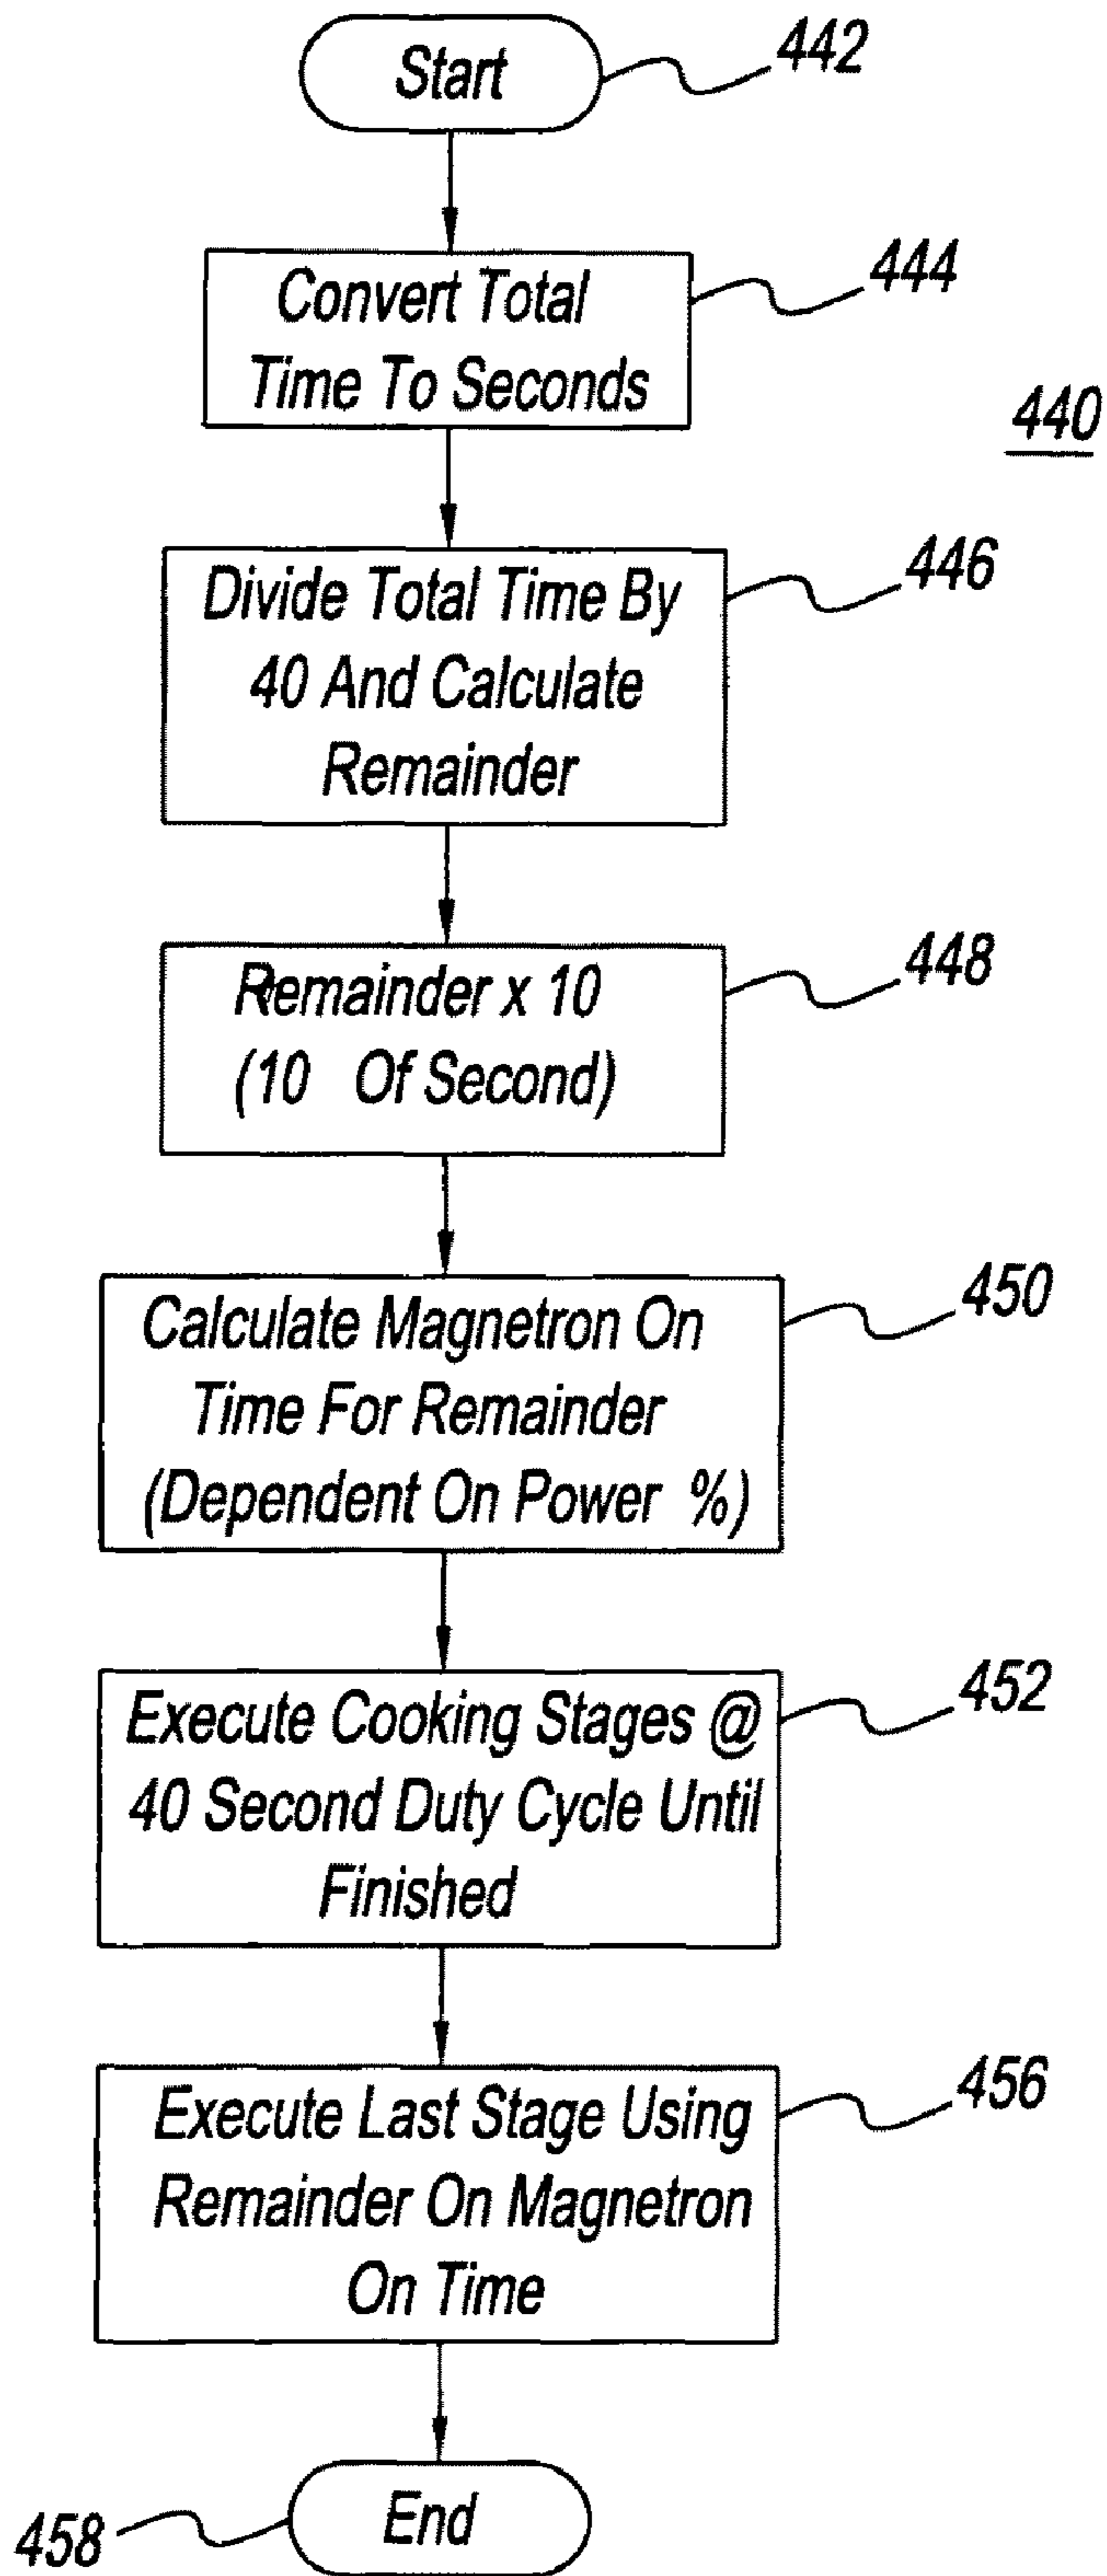 Start
442
Convert Total
Time To Seconds
444
440
Divide Total Time By
40 And Calculate
Remainder
446
Remainder x 10
(10 Of Second)
448
Calculate Magnetron On
Time For Remainder
(Dependent On Power %)
450
Execute Cooking Stages @
40 Second Duty Cycle Until
Finished
452
Execute Last Stage Using
Remainder On Magnetron
On Time
456
End
458